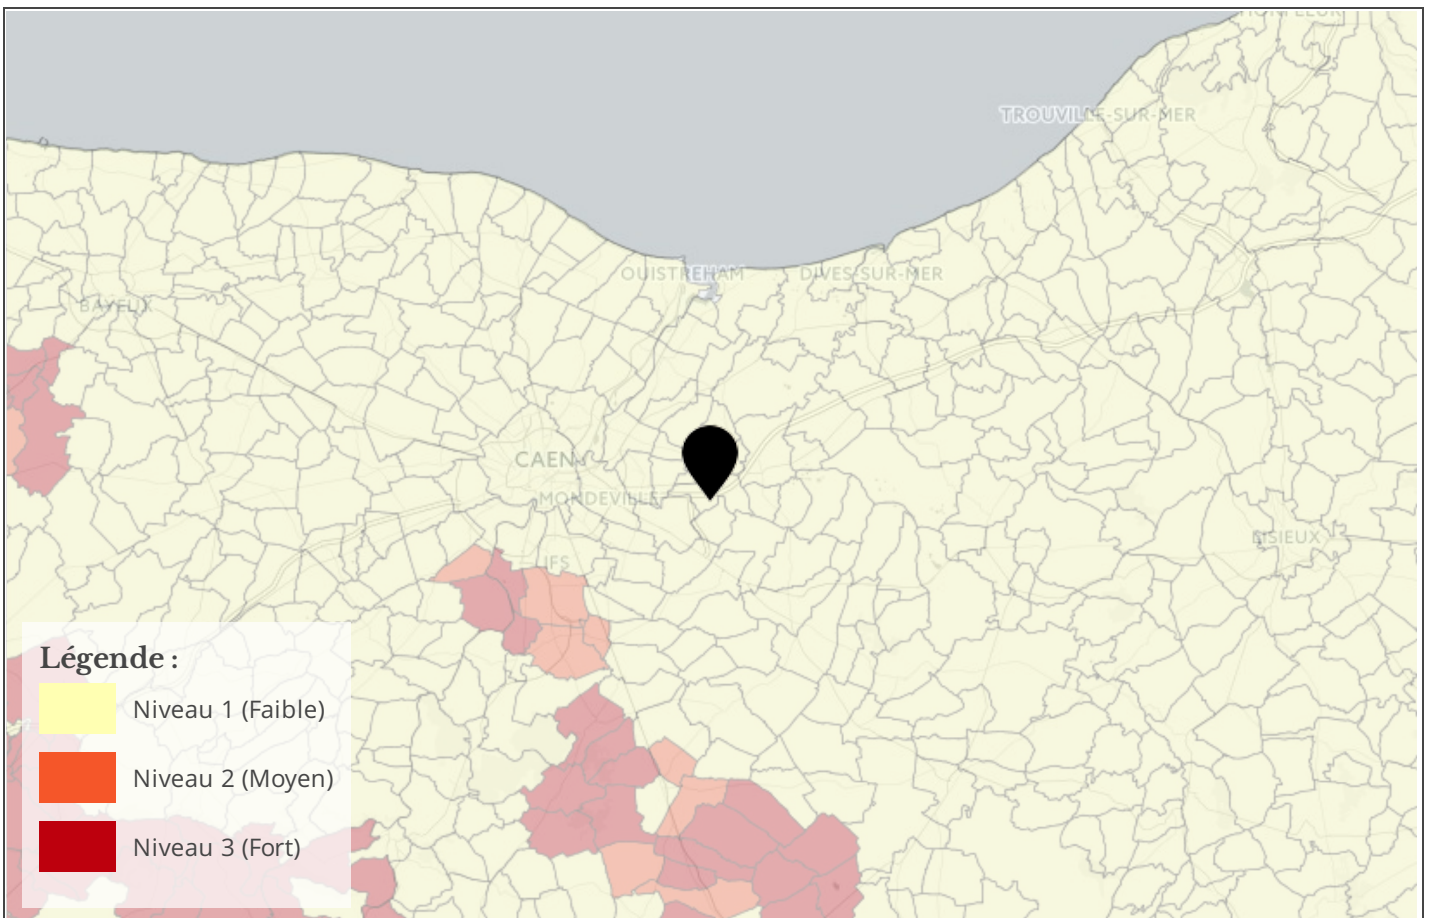 HONFLEUR
TROUVILLE-SUR-MER
OUISTREHAM
DIVES-SUR-MER
BAYEUX
CAEN
MONDEVILLE
LISIEUX
IFS
Légende :
Niveau 1 (Faible)
Niveau 2 (Moyen)
Niveau 3 (Fort)